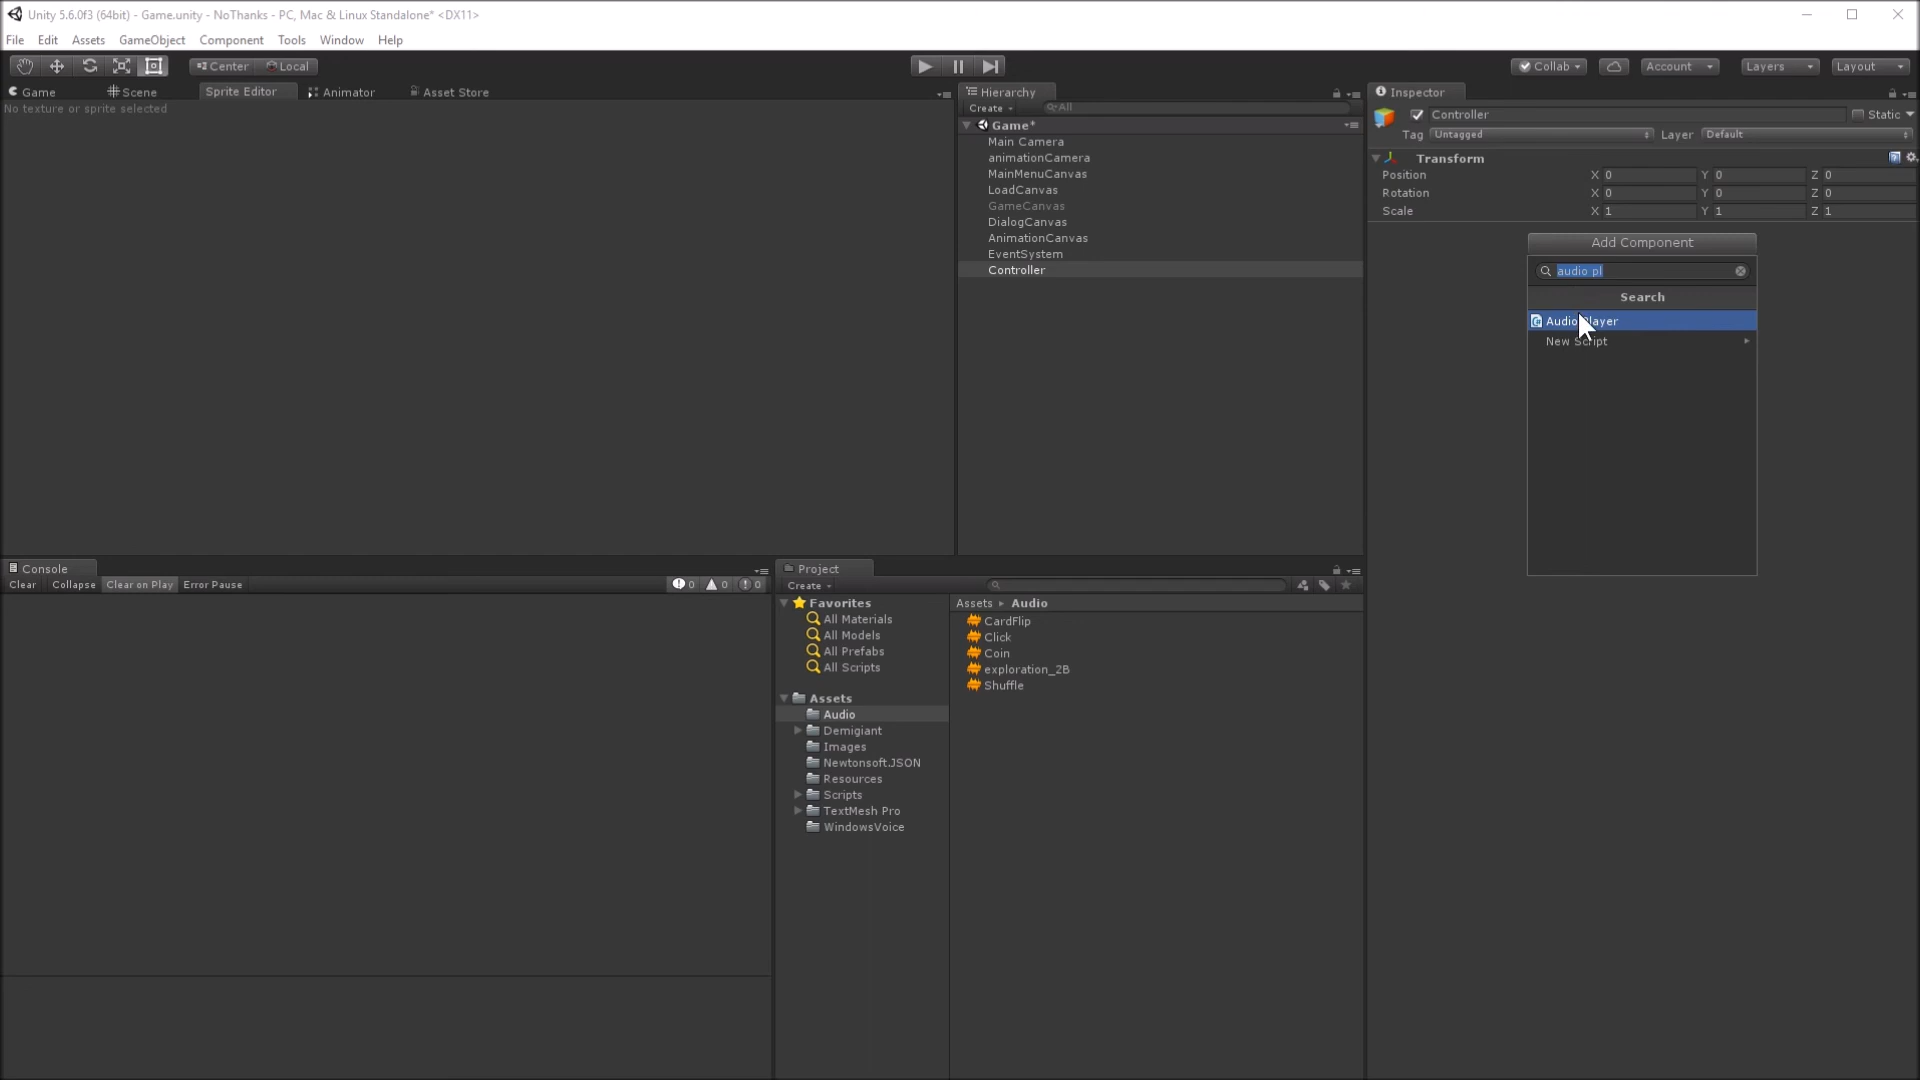 Unity 5.6.0f3 (64bit) - Game.unity - NoThanks - PC, Mac & Linux Standalone* <DX11>
File Edit Assets GameObject Component Tools Window Help
Center Local
Collab Account Layers Layout
Game Scene Sprite Editor Animator Asset Store
No texture or sprite selected
Hierarchy
Create All
Game*
Main Camera
animationCamera
MainMenuCanvas
LoadCanvas
GameCanvas
DialogCanvas
AnimationCanvas
EventSystem
Controller
Inspector
Controller Static
Tag Untagged Layer Default
Transform
Position X 0 Y 0 Z 0
Rotation X 0 Y 0 Z 0
Scale X 1 Y 1 Z 1
Add Component
audio pl
Search
Audio Player
New Script
Console
Clear Collapse Clear on Play Error Pause 0 0 0
Project
Create
Favorites
All Materials
All Models
All Prefabs
All Scripts
Assets
Audio
Demigiant
Images
Newtonsoft.JSON
Resources
Scripts
TextMesh Pro
WindowsVoice
Assets Audio
CardFlip
Click
Coin
exploration_2B
Shuffle